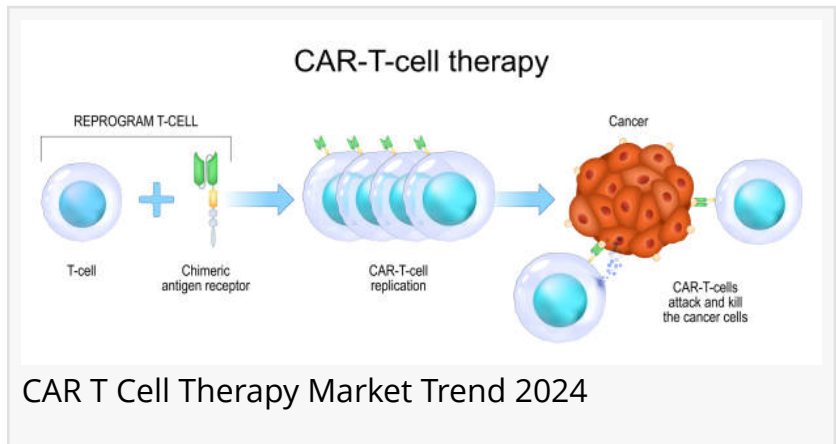 CAR-T-cell therapy
REPROGRAM T-CELL
T-cell
Chimeric
antigen receptor
CAR-T-cell
replication
Cancer
CAR-T-cells
attack and kill
the cancer cells
CAR T Cell Therapy Market Trend 2024